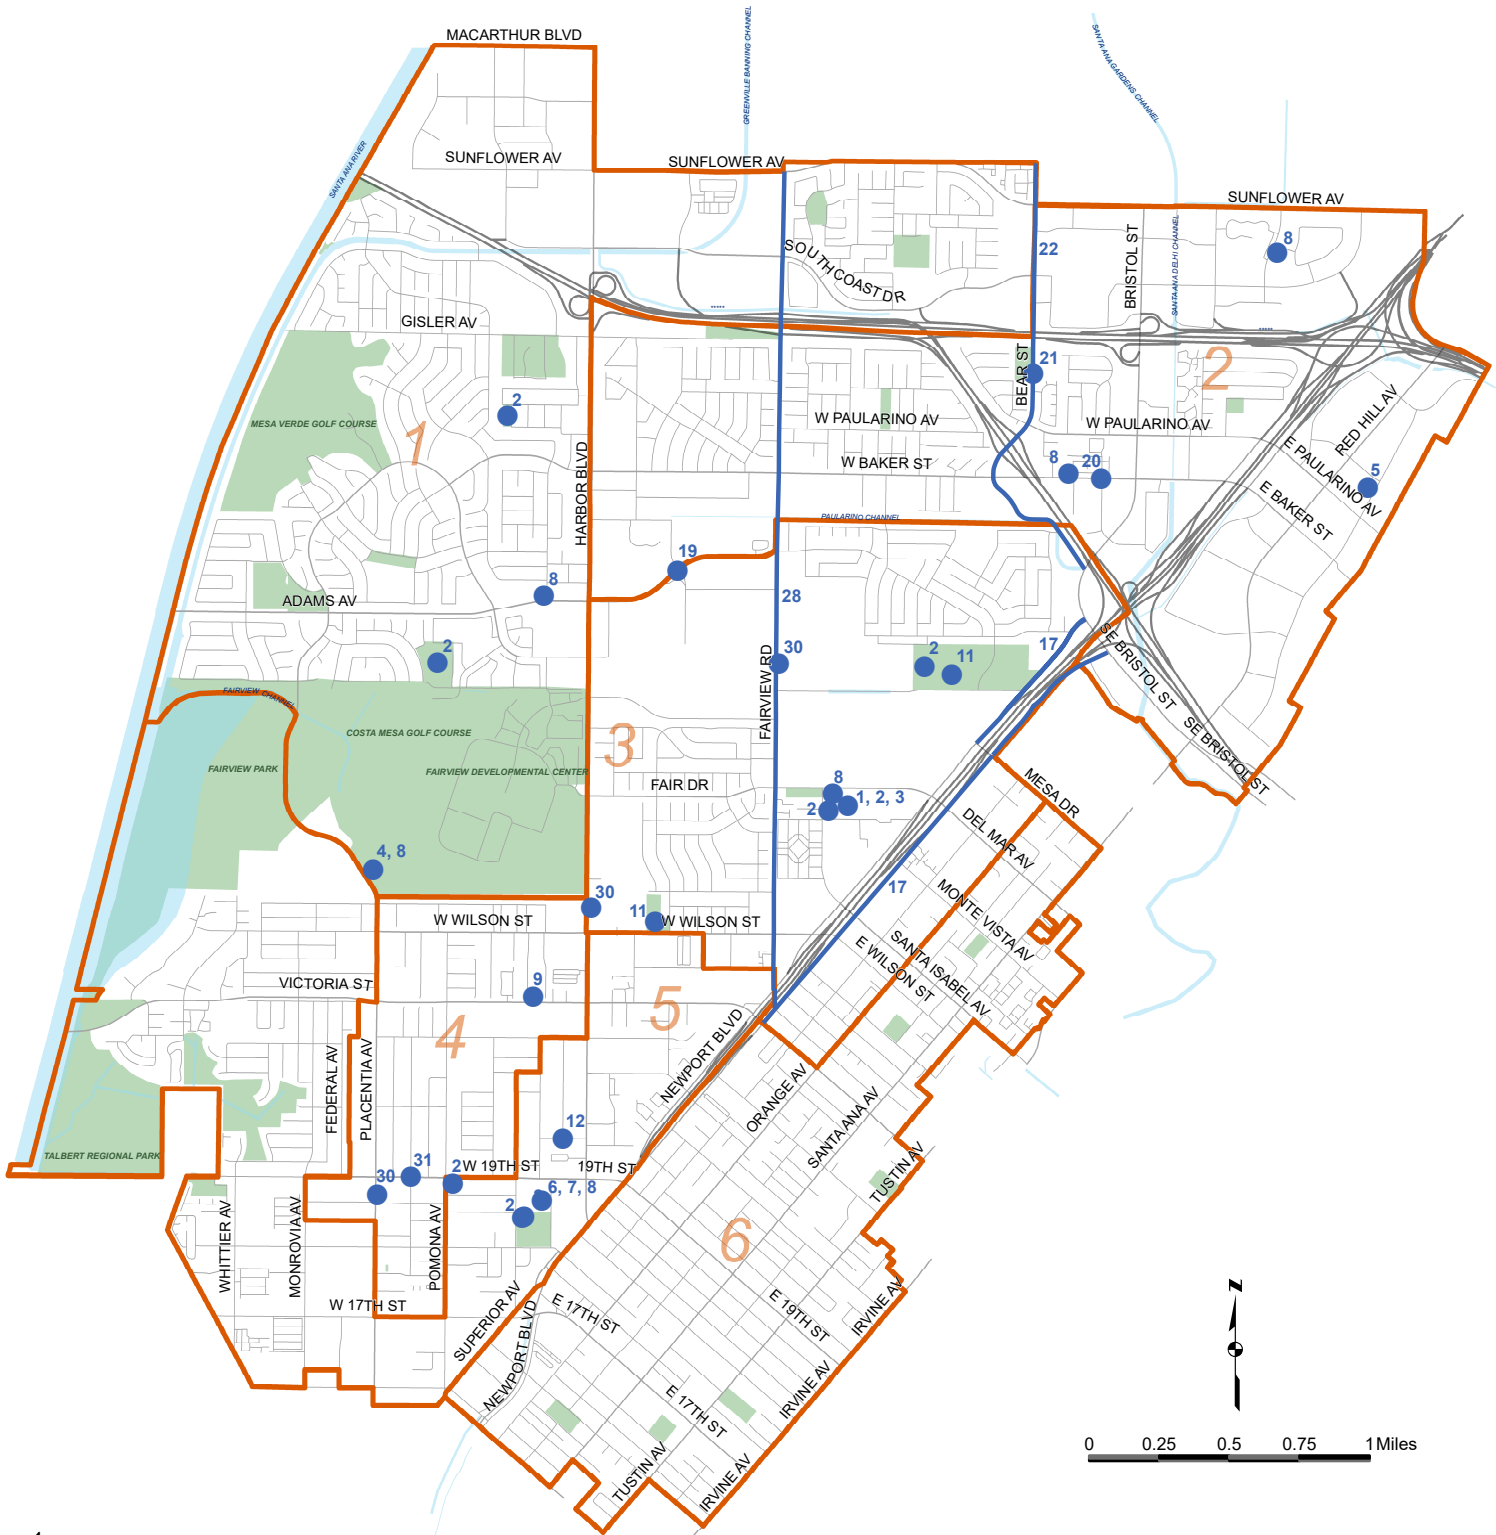 MACARTHUR BLVD
GREENVILLE BANNING CHANNEL
SANTA ANA GARDENS CHANNEL
SANTA ANA RIVER
SUNFLOWER AV
SUNFLOWER AV
SUNFLOWER AV
SANTA ANA DELHI CHANNEL
BRISTOL ST
22
8
SOUTH COAST DR
GISLER AV
BEAR ST
21
2
RED HILL AV
2
MESA VERDE GOLF COURSE
1
W PAULARINO AV
W PAULARINO AV
E PAULARINO AV
HARBOR BLVD
W BAKER ST
8
20
5
E BAKER ST
PAULARINO CHANNEL
19
8
28
ADAMS AV
2
30
2
11
17
SE BRISTOL ST
FAIRVIEW RD
FAIRVIEW CHANNEL
COSTA MESA GOLF COURSE
3
SE BRISTOL ST
FAIRVIEW PARK
FAIRVIEW DEVELOPMENTAL CENTER
FAIR DR
8
1, 2, 3
2
MESA DR
DEL MAR AV
4, 8
17
MONTE VISTA AV
30
11
W WILSON ST
W WILSON ST
SANTA ISABEL AV
E WILSON ST
VICTORIA ST
9
5
4
NEWPORT BLVD
FEDERAL AV
PLACENTIA AV
ORANGE AV
SANTA ANA AV
12
TALBERT REGIONAL PARK
31
2
W 19TH ST
19TH ST
TUSTIN AV
30
2
6, 7, 8
WHITTIER AV
MONROVIA AV
POMONA AV
6
W 17TH ST
SUPERIOR AV
NEWPORT BLVD
E 17TH ST
E 19TH ST
IRVINE AV
IRVINE AV
E 17TH ST
TUSTIN AV
IRVINE AV
N
0 0.25 0.5 0.75 1 Miles